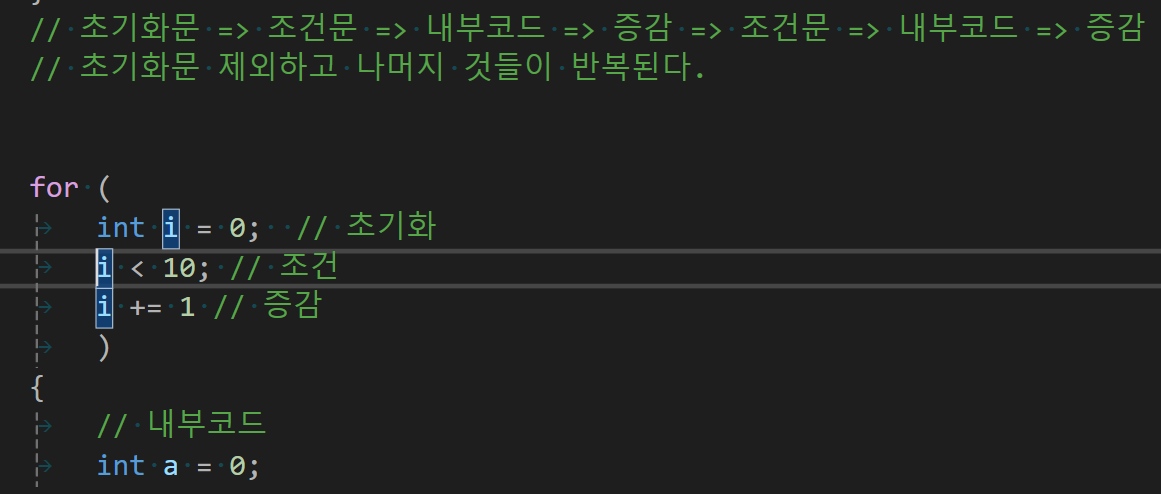 // 초기화문 => 조건문 => 내부코드 => 증감 => 조건문 => 내부코드 => 증감
// 초기화문 제외하고 나머지 것들이 반복된다.
for (
int i = 0;  // 초기화
i < 10; // 조건
i += 1 // 증감
)
{
// 내부코드
int a = 0;